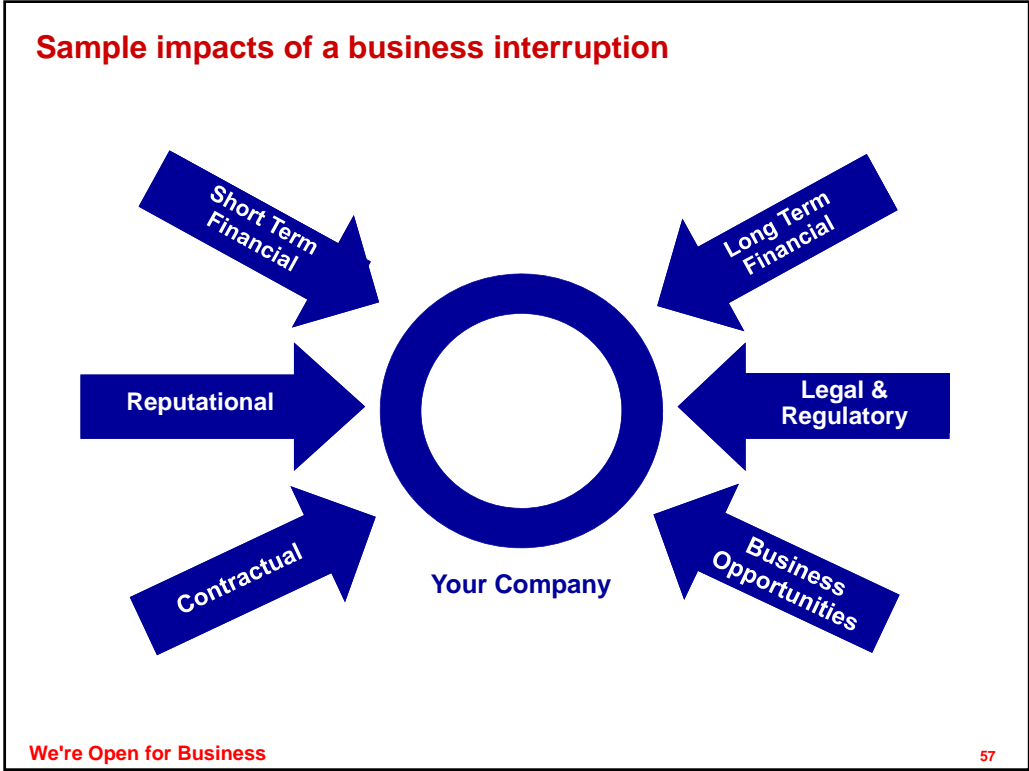 Sample impacts of a business interruption
Short Term
Financial
Long Term
Financial
Reputational
Legal &
Regulatory
Contractual
Business
Opportunities
Your Company
We're Open for Business
57